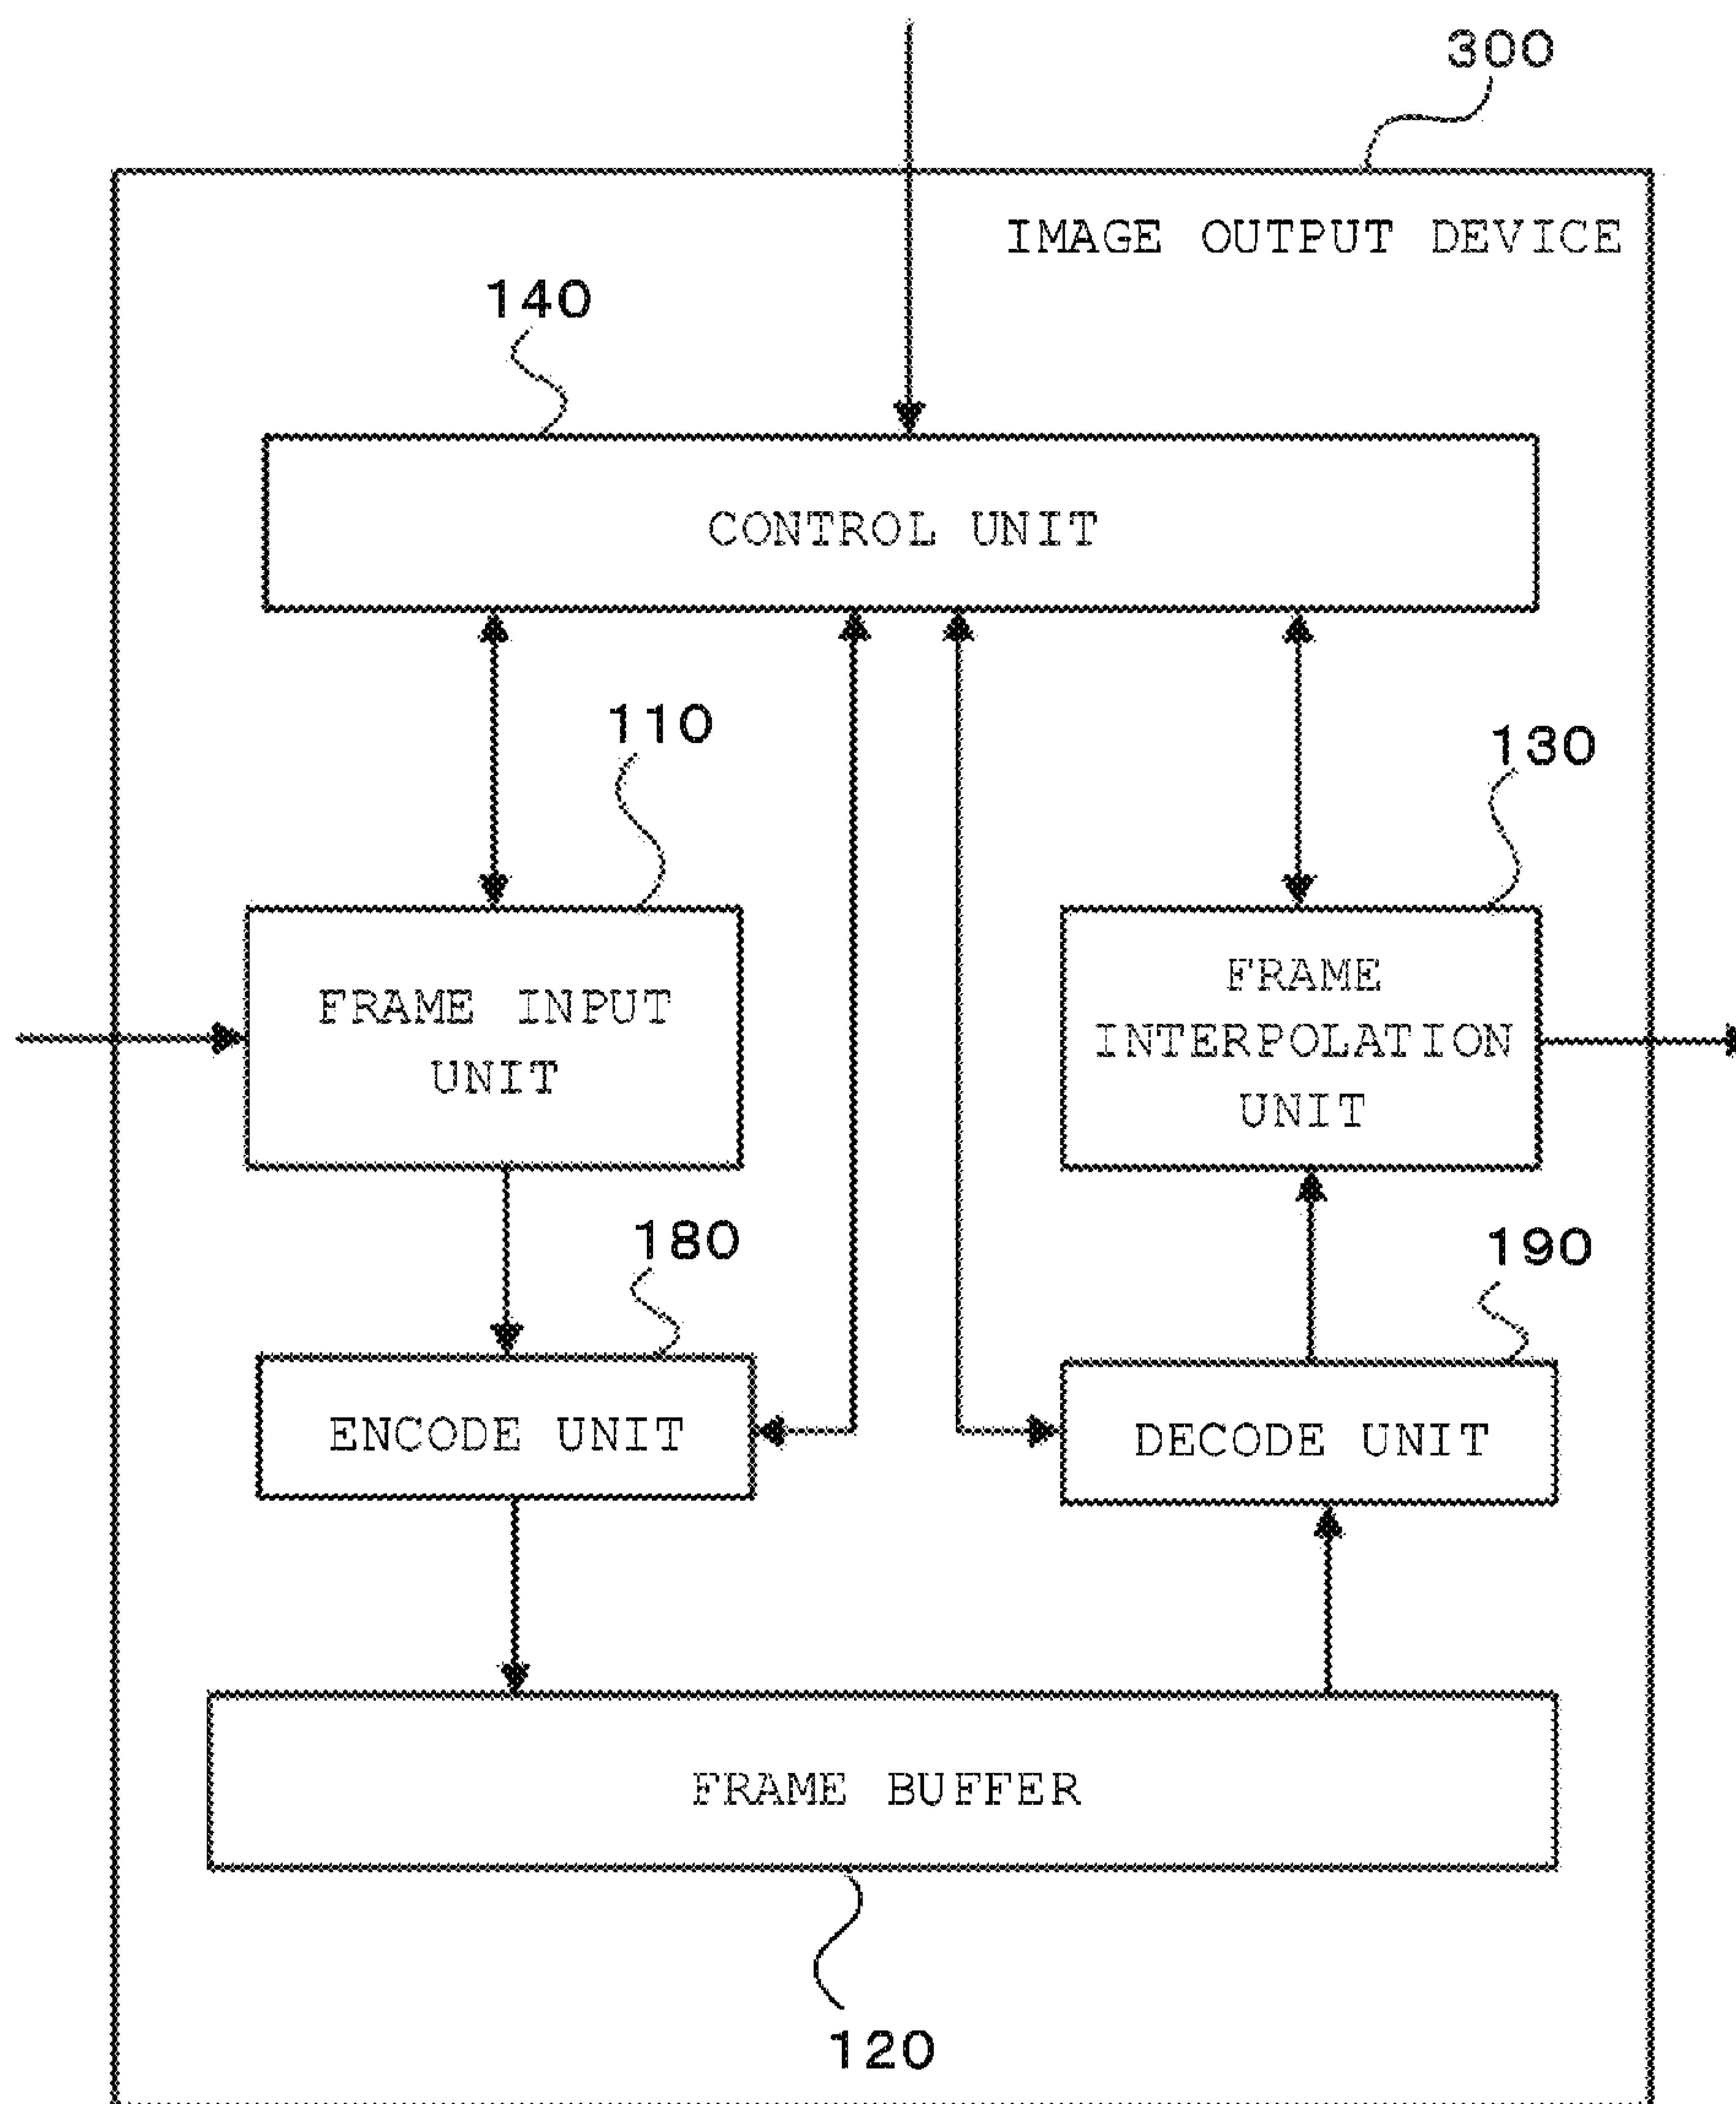 300
IMAGE OUTPUT DEVICE
140
CONTROL UNIT
110
130
FRAME INPUT
UNIT
FRAME
INTERPOLATION
UNIT
180
190
ENCODE UNIT
DECODE UNIT
FRAME BUFFER
120